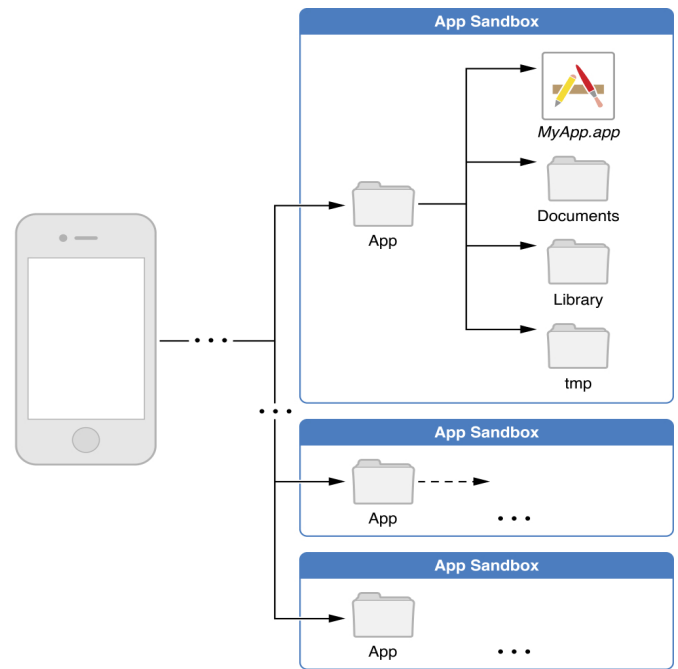 App Sandbox
MyApp.app
App
Documents
Library
tmp
App Sandbox
App
App Sandbox
App